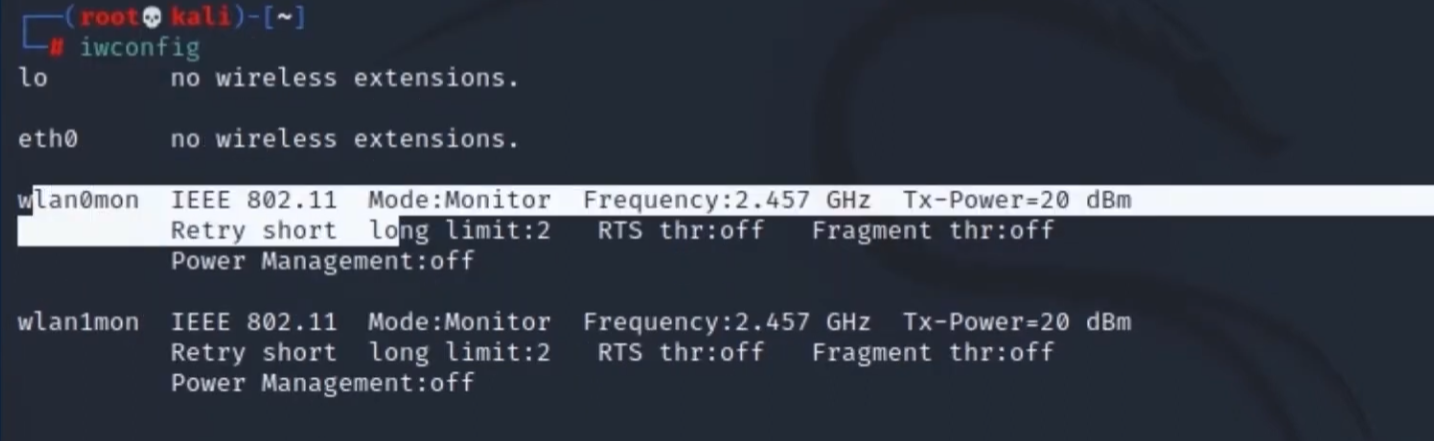 (root💀kali)-[~]
# iwconfig
lo        no wireless extensions.
eth0      no wireless extensions.
wlan0mon  IEEE 802.11  Mode:Monitor  Frequency:2.457 GHz  Tx-Power=20 dBm
          Retry short  long limit:2   RTS thr:off   Fragment thr:off
          Power Management:off
wlan1mon  IEEE 802.11  Mode:Monitor  Frequency:2.457 GHz  Tx-Power=20 dBm
          Retry short  long limit:2   RTS thr:off   Fragment thr:off
          Power Management:off